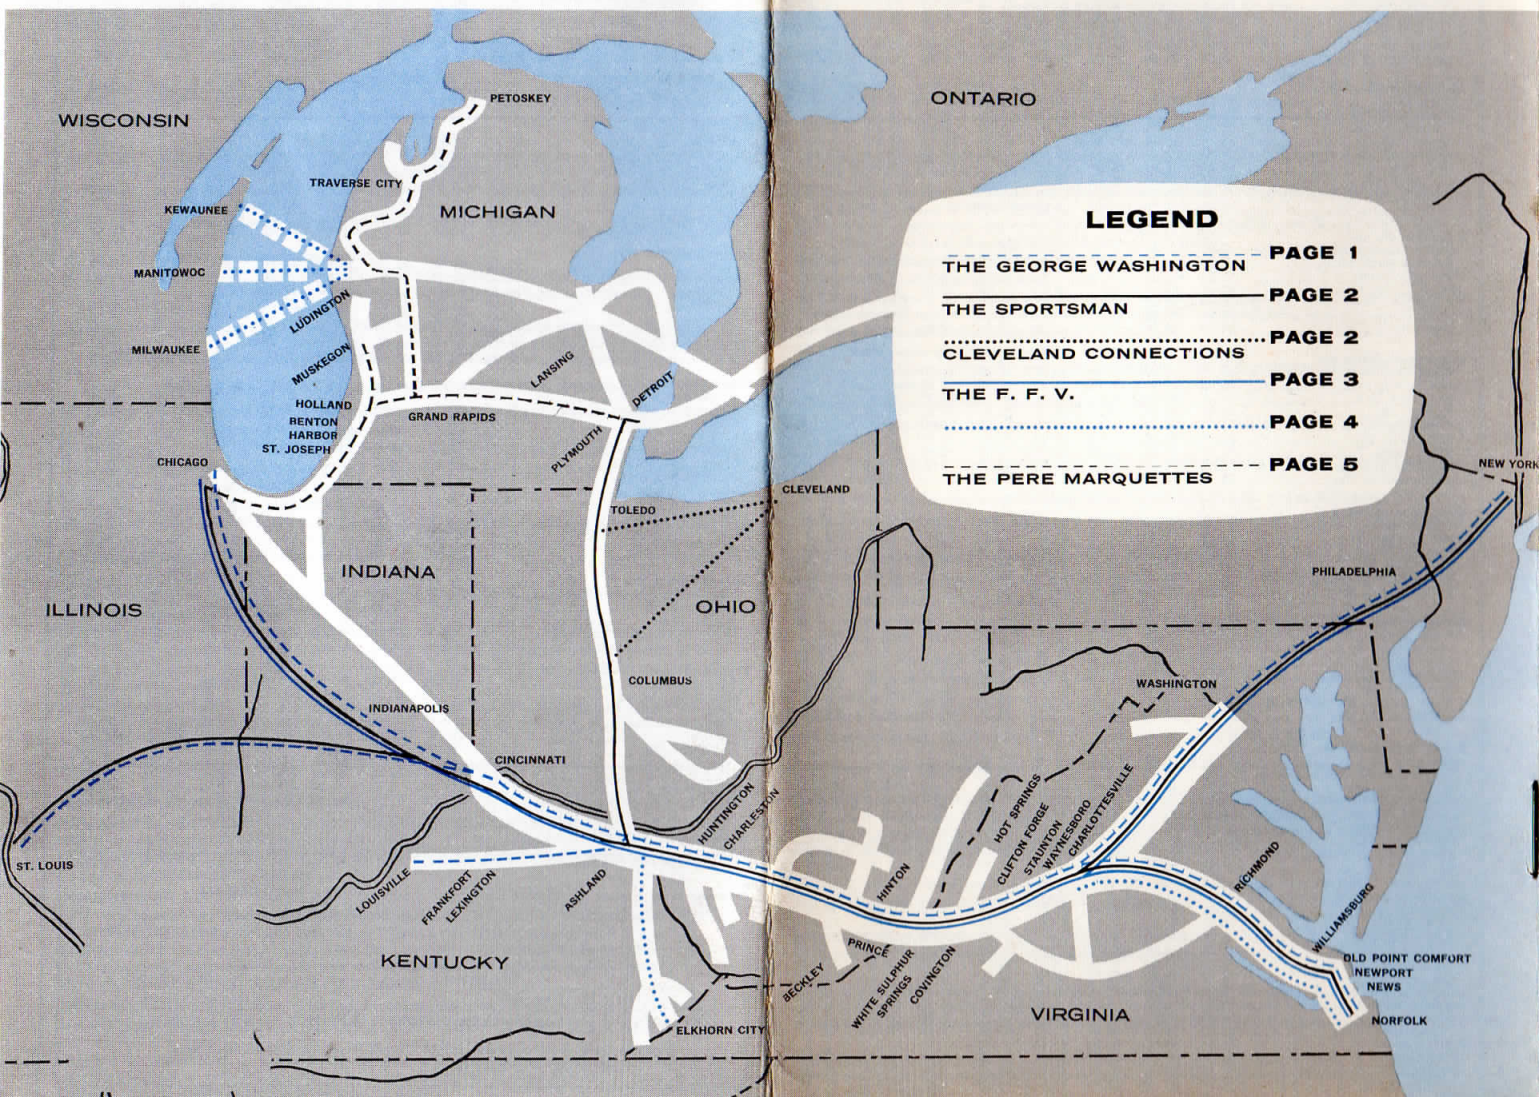 WISCONSIN
PETOSKEY
ONTARIO
TRAVERSE CITY
MICHIGAN
KEWAUNEE
MANITOWOC
LUDINGTON
MILWAUKEE
MUSKEGON
LANSING
DETROIT
HOLLAND
GRAND RAPIDS
BENTON
HARBOR
ST. JOSEPH
PLYMOUTH
CHICAGO
CLEVELAND
TOLEDO
LEGEND
PAGE 1
THE GEORGE WASHINGTON
PAGE 2
THE SPORTSMAN
PAGE 2
CLEVELAND CONNECTIONS
PAGE 3
THE F. F. V.
PAGE 4
PAGE 5
THE PERE MARQUETTES
NEW YORK
PHILADELPHIA
INDIANA
ILLINOIS
OHIO
COLUMBUS
WASHINGTON
INDIANAPOLIS
CINCINNATI
ST. LOUIS
LOUISVILLE
FRANKFORT
LEXINGTON
ASHLAND
HUNTINGTON
CHARLESTON
HINTON
HOT SPRINGS
CLIFTON FORGE
STAUNTON
WAYNESBORO
CHARLOTTESVILLE
RICHMOND
WILLIAMSBURG
KENTUCKY
PRINCE
BECKLEY
WHITE SULPHUR
SPRINGS
COVINGTON
OLD POINT COMFORT
NEWPORT
NEWS
NORFOLK
ELKHORN CITY
VIRGINIA